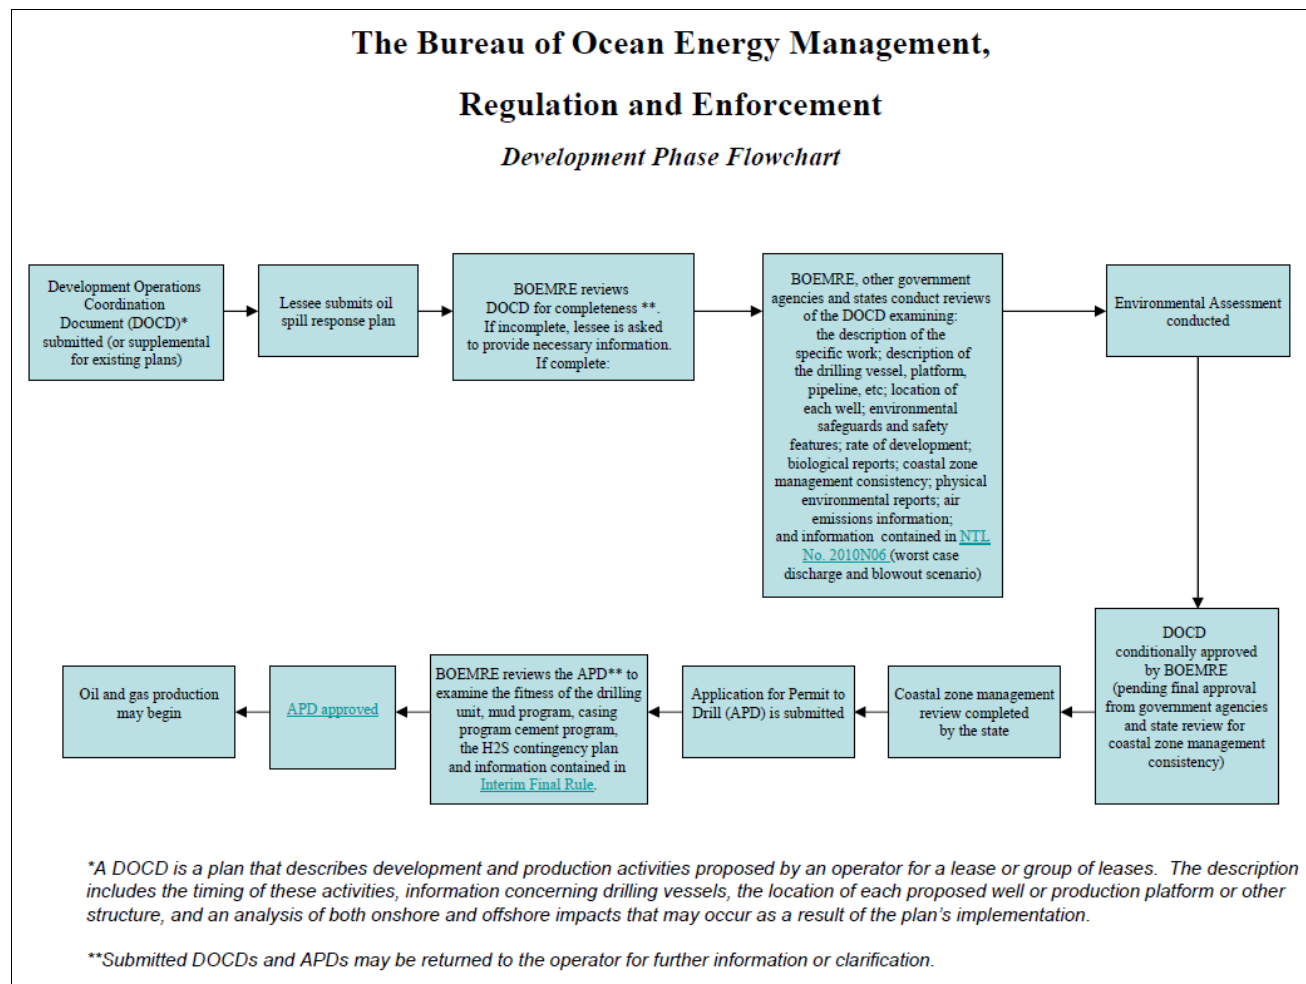 The Bureau of Ocean Energy Management,
Regulation and Enforcement
Development Phase Flowchart
Development Operations
Coordination
Document (DOCD)*
submitted (or supplemental
for existing plans)
Lessee submits oil
spill response plan
BOEMRE reviews
DOCD for completeness **.
If incomplete, lessee is asked
to provide necessary information.
If complete:
BOEMRE, other government
agencies and states conduct reviews
of the DOCD examining:
the description of the
specific work; description of
the drilling vessel, platform,
pipeline, etc; location of
each well; environmental
safeguards and safety
features; rate of development;
biological reports; coastal zone
management consistency; physical
environmental reports; air
emissions information;
and information contained in NTL
No. 2010N06 (worst case
discharge and blowout scenario)
Environmental Assessment
conducted
DOCD
conditionally approved
by BOEMRE
(pending final approval
from government agencies
and state review for
coastal zone management
consistency)
Coastal zone management
review completed
by the state
Application for Permit to
Drill (APD) is submitted
BOEMRE reviews the APD** to
examine the fitness of the drilling
unit, mud program, casing
program cement program,
the H2S contingency plan
and information contained in
Interim Final Rule.
APD approved
Oil and gas production
may begin
*A DOCD is a plan that describes development and production activities proposed by an operator for a lease or group of leases. The description
includes the timing of these activities, information concerning drilling vessels, the location of each proposed well or production platform or other
structure, and an analysis of both onshore and offshore impacts that may occur as a result of the plan's implementation.
**Submitted DOCDs and APDs may be returned to the operator for further information or clarification.